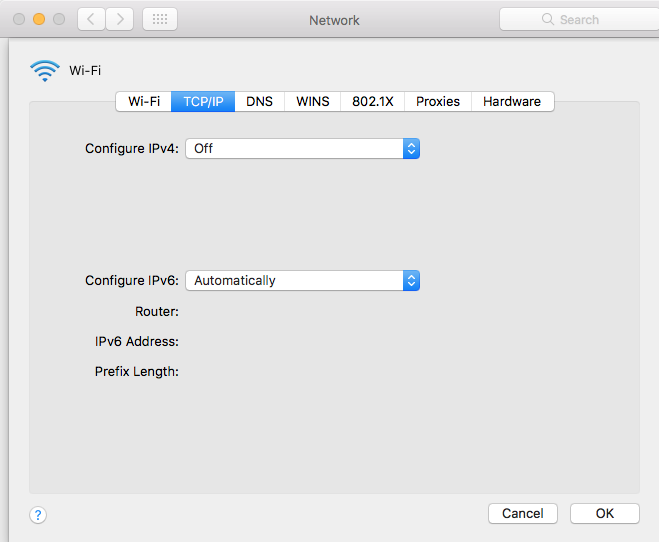 Network
Search
Wi-Fi
Wi-Fi TCP/IP DNS WINS 802.1X Proxies Hardware
Configure IPv4: Off
Configure IPv6: Automatically
Router:
IPv6 Address:
Prefix Length:
? Cancel OK